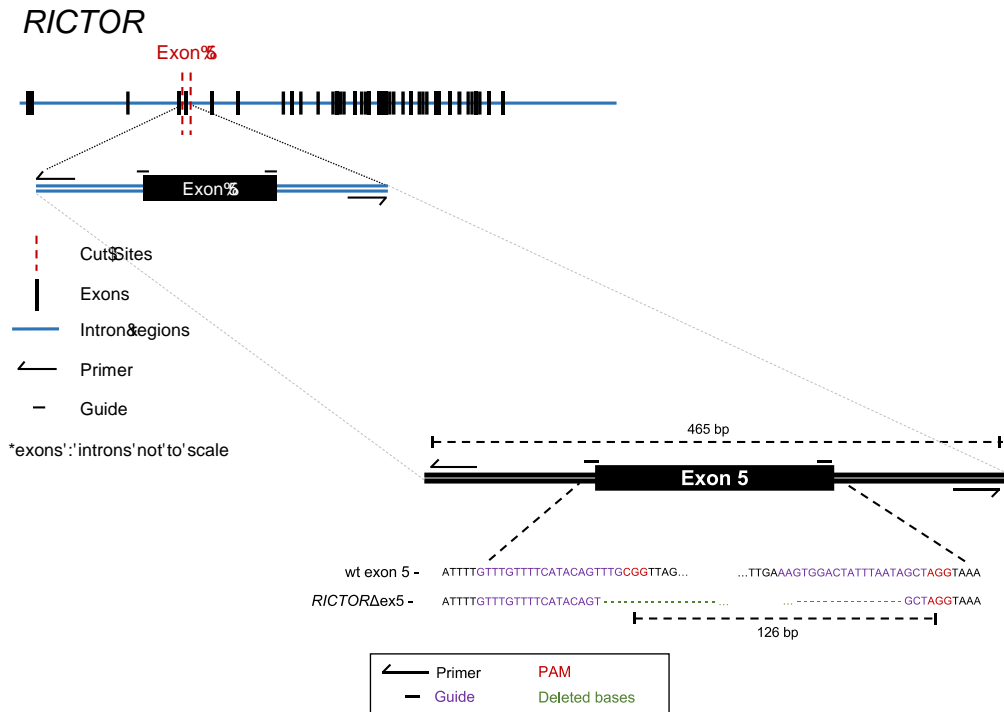 RICTOR
Exon%5
Exon%5
Cut$Sites
Exons
Intron&regions
Primer
Guide
*exons':'introns'not'to'scale
465 bp
Exon 5
wt exon 5 - ATTTTGTTTGTTTTCATACAGTTTGCGGTTAG... ...TTGAAAGTGGACTATTTAATAGCTAGGTAAA
RICTORΔex5 - ATTTTGTTTGTTTTCATACAGT ... ... GCTAGGTAAA
126 bp
Primer PAM
Guide Deleted bases